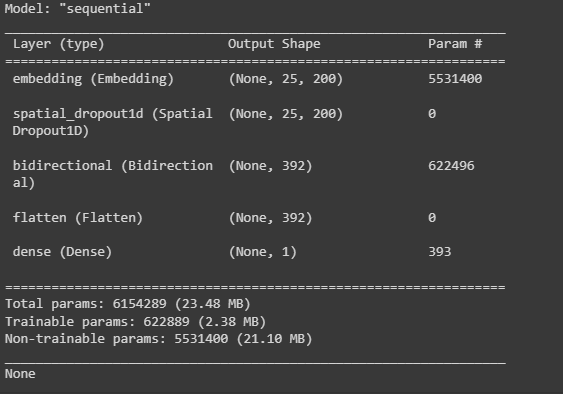 Model: "sequential"
_________________________________________________________________
Layer (type) Output Shape Param #
=================================================================
embedding (Embedding) (None, 25, 200) 5531400
spatial_dropout1d (Spatial (None, 25, 200) 0
Dropout1D)
bidirectional (Bidirection (None, 392) 622496
al)
flatten (Flatten) (None, 392) 0
dense (Dense) (None, 1) 393
=================================================================
Total params: 6154289 (23.48 MB)
Trainable params: 622889 (2.38 MB)
Non-trainable params: 5531400 (21.10 MB)
_________________________________________________________________
None